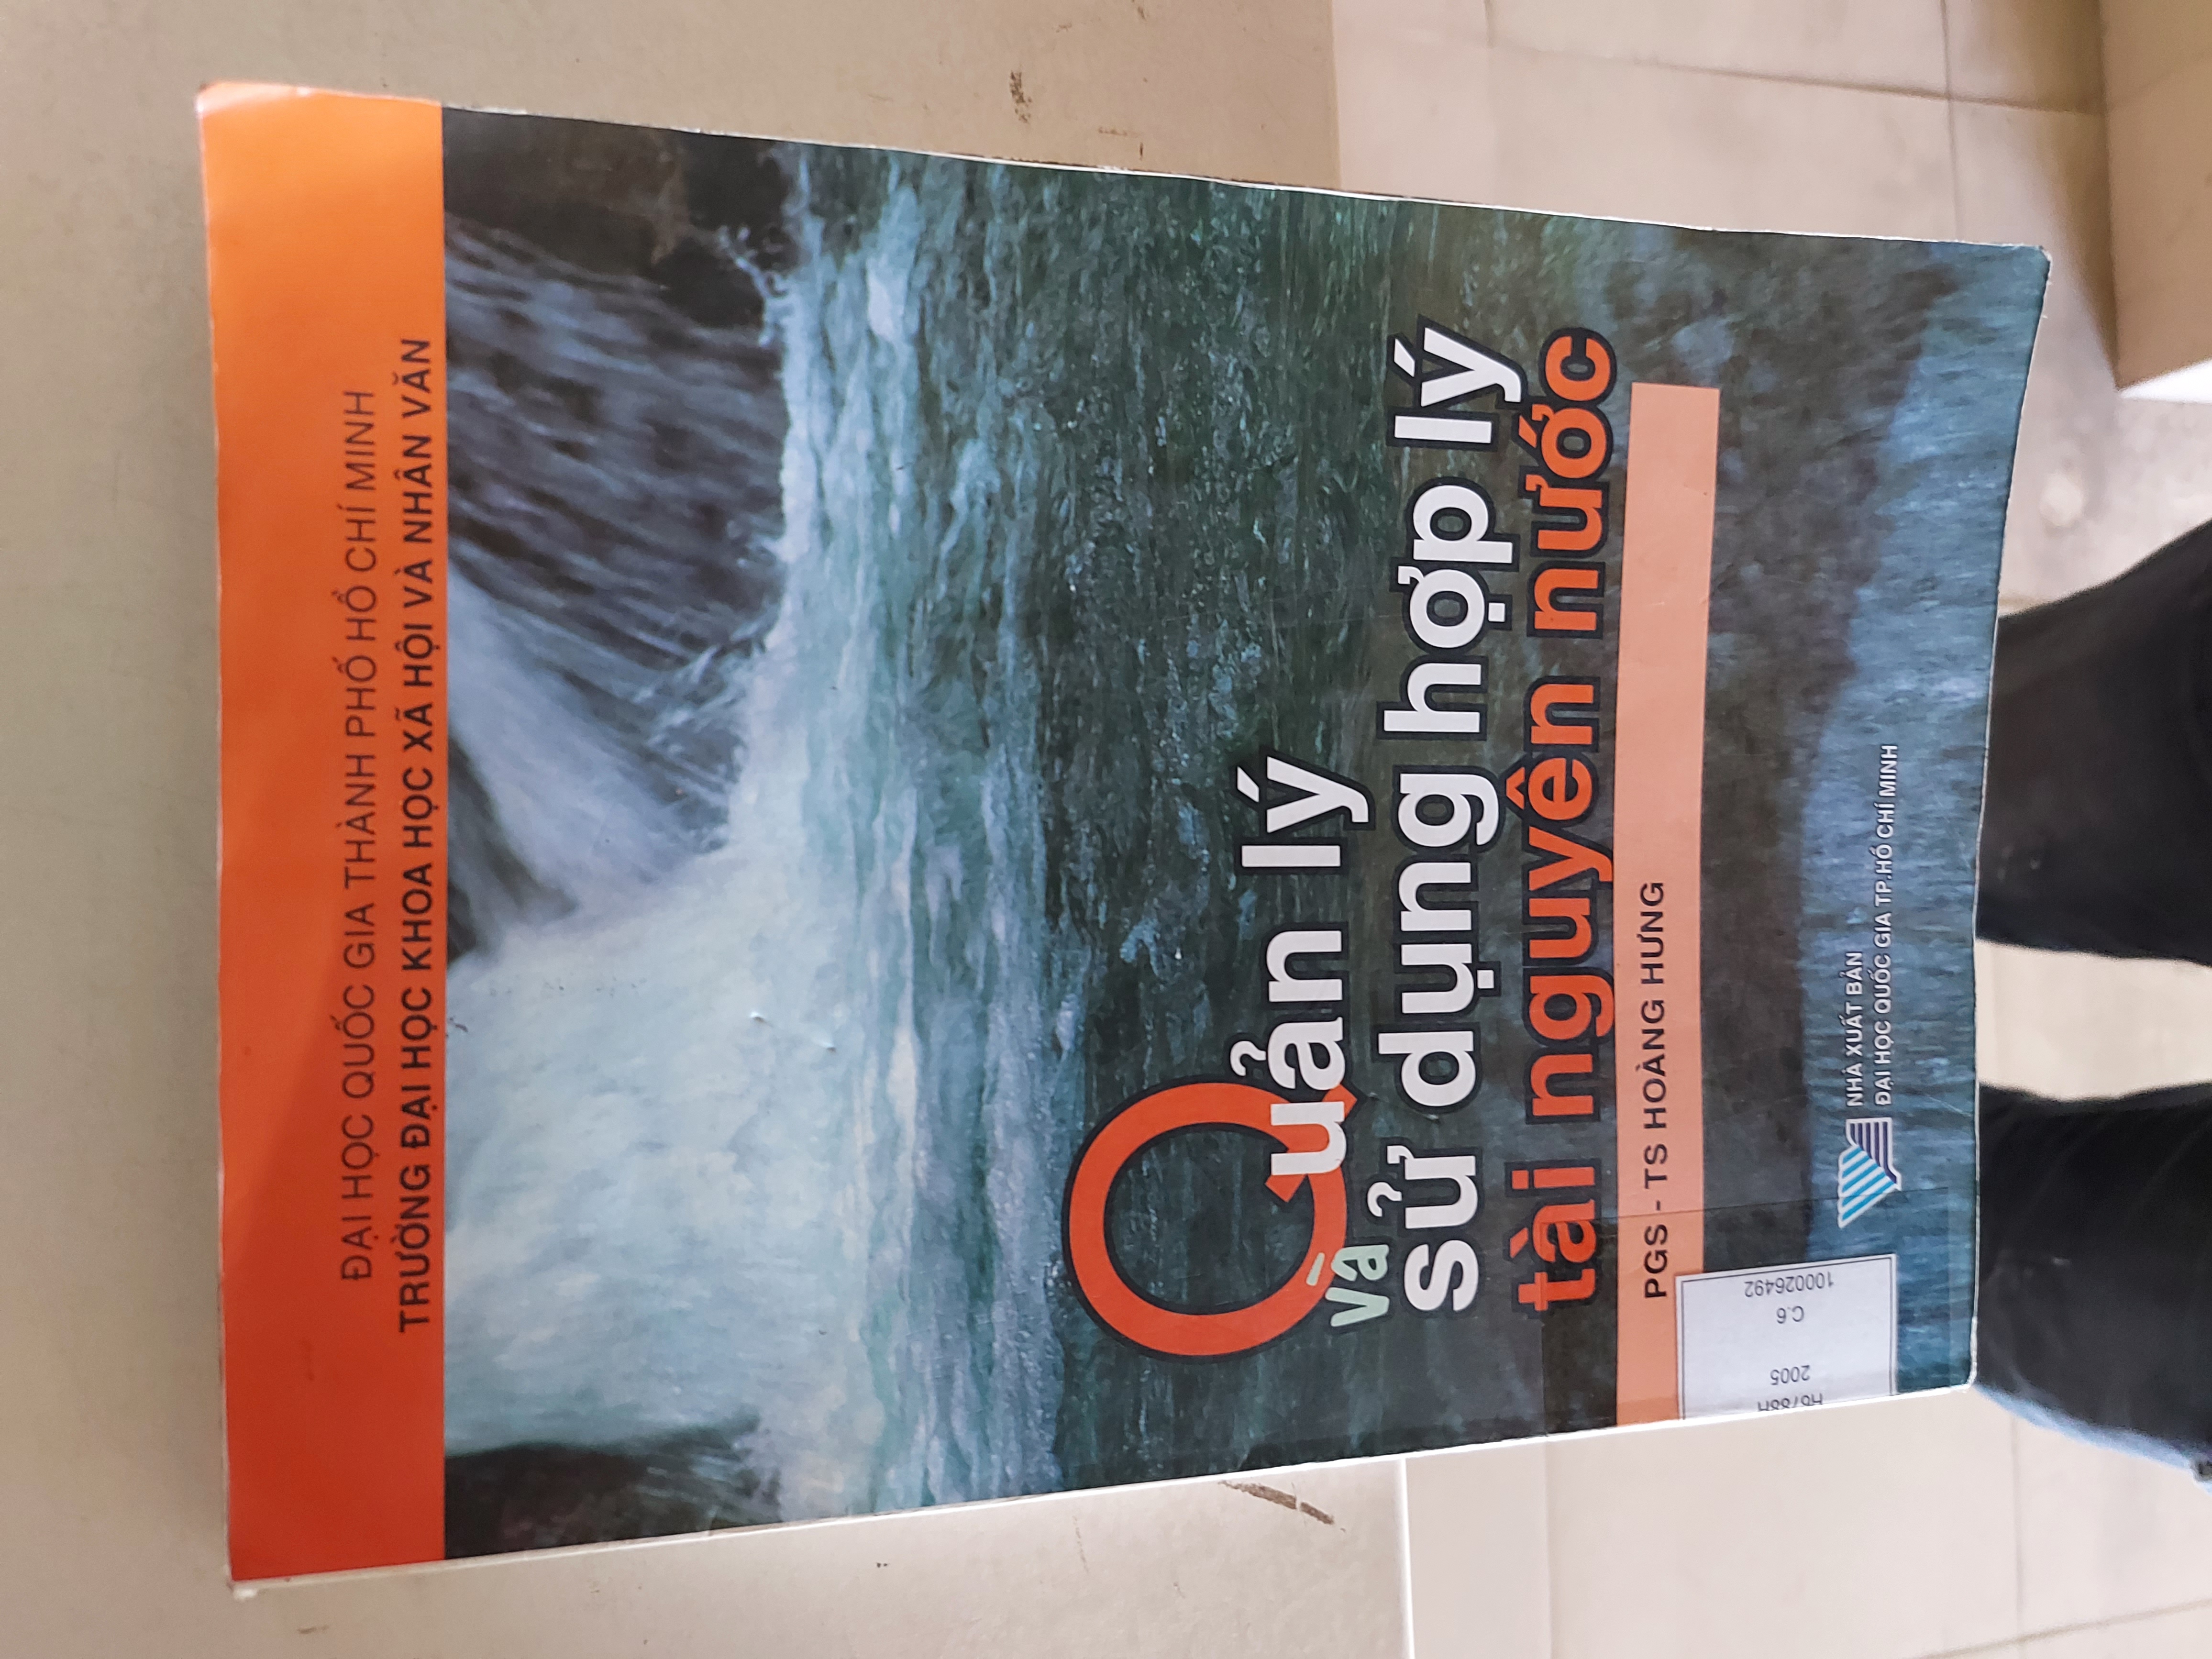 ĐẠI HỌC QUỐC GIA THÀNH PHỐ HỒ CHÍ MINH
TRƯỜNG ĐẠI HỌC KHOA HỌC XÃ HỘI VÀ NHÂN VĂN
Quản lý
và
sử dụng hợp lý
tài nguyên nước
PGS - TS HOÀNG HƯNG
2005
C.6
100026492
NHÀ XUẤT BẢN
ĐẠI HỌC QUỐC GIA TP.HỒ CHÍ MINH